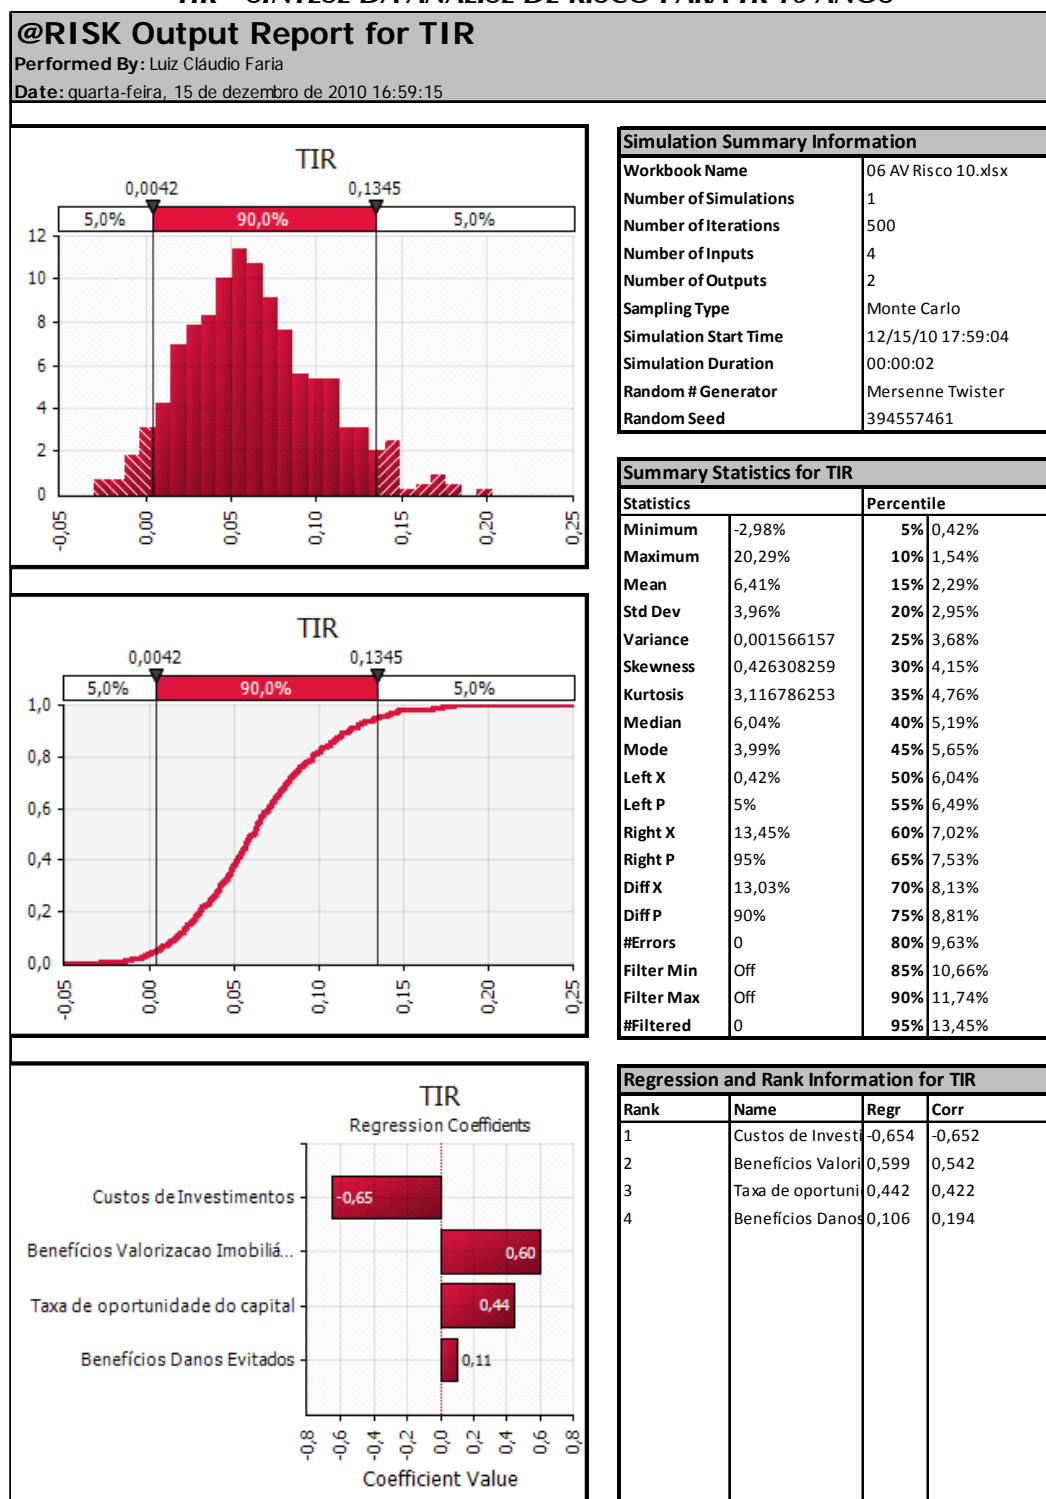 @RISK Output Report for TIR
Performed By: Luiz Cláudio Faria
Date: quarta-feira, 15 de dezembro de 2010 16:59:15
TIR
0,0042 0,1345
5,0% 90,0% 5,0%
12
10
8
6
4
2
0
-0,05 0,00 0,05 0,10 0,15 0,20 0,25
TIR
0,0042 0,1345
5,0% 90,0% 5,0%
1,0
0,8
0,6
0,4
0,2
0,0
-0,05 0,00 0,05 0,10 0,15 0,20 0,25
TIR
Regression Coefficients
Custos de Investimentos -0,65
Benefícios Valorizacao Imobiliá... 0,60
Taxa de oportunidade do capital 0,44
Benefícios Danos Evitados 0,11
-0,8 -0,6 -0,4 -0,2 0,0 0,2 0,4 0,6 0,8
Coefficient Value
Simulation Summary Information
Workbook Name 06 AV Risco 10.xlsx
Number of Simulations 1
Number of Iterations 500
Number of Inputs 4
Number of Outputs 2
Sampling Type Monte Carlo
Simulation Start Time 12/15/10 17:59:04
Simulation Duration 00:00:02
Random # Generator Mersenne Twister
Random Seed 394557461
Summary Statistics for TIR
Statistics Percentile
Minimum -2,98% 5% 0,42%
Maximum 20,29% 10% 1,54%
Mean 6,41% 15% 2,29%
Std Dev 3,96% 20% 2,95%
Variance 0,001566157 25% 3,68%
Skewness 0,426308259 30% 4,15%
Kurtosis 3,116786253 35% 4,76%
Median 6,04% 40% 5,19%
Mode 3,99% 45% 5,65%
Left X 0,42% 50% 6,04%
Left P 5% 55% 6,49%
Right X 13,45% 60% 7,02%
Right P 95% 65% 7,53%
Diff X 13,03% 70% 8,13%
Diff P 90% 75% 8,81%
#Errors 0 80% 9,63%
Filter Min Off 85% 10,66%
Filter Max Off 90% 11,74%
#Filtered 0 95% 13,45%
Regression and Rank Information for TIR
Rank Name Regr Corr
1 Custos de Investi -0,654 -0,652
2 Benefícios Valori 0,599 0,542
3 Taxa de oportuni 0,442 0,422
4 Benefícios Danos 0,106 0,194